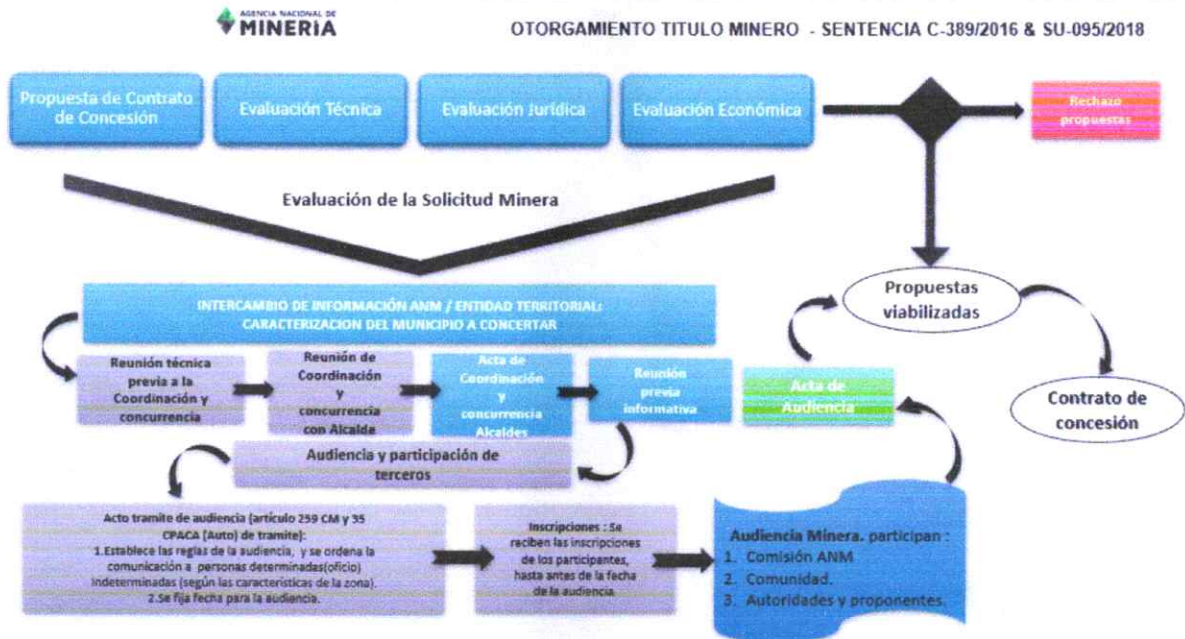 AGENCIA NACIONAL DE
MINERÍA
OTORGAMIENTO TITULO MINERO - SENTENCIA C-389/2016 & SU-095/2018
Propuesta de Contrato
de Concesión
Evaluación Técnica
Evaluación Jurídica
Evaluación Económica
Rechazo
propuestas
Evaluación de la Solicitud Minera
INTERCAMBIO DE INFORMACIÓN ANM / ENTIDAD TERRITORIAL:
CARACTERIZACION DEL MUNICIPIO A CONCERTAR
Propuestas
viabilizadas
Reunión técnica
previa a la
Coordinación y
concurrencia
Reunión de
Coordinación
y
concurrencia
con Alcalde
Acta de
Coordinación
y
concurrencia
Alcaldes
Reunión
previa
informativa
Acta de
Audiencia
Contrato de
concesión
Audiencia y participación de
terceros
Acto tramite de audiencia (artículo 259 CM y 35
CPACA (Auto) de tramite):
1.Establece las reglas de la audiencia, y se ordena la
comunicación a personas determinadas(oficio)
indeterminadas (según las características de la zona).
2.Se fija fecha para la audiencia.
Inscripciones : Se
reciben las inscripciones
de los participantes,
hasta antes de la fecha
de la audiencia.
Audiencia Minera. participan :
1. Comisión ANM
2. Comunidad.
3. Autoridades y proponentes.